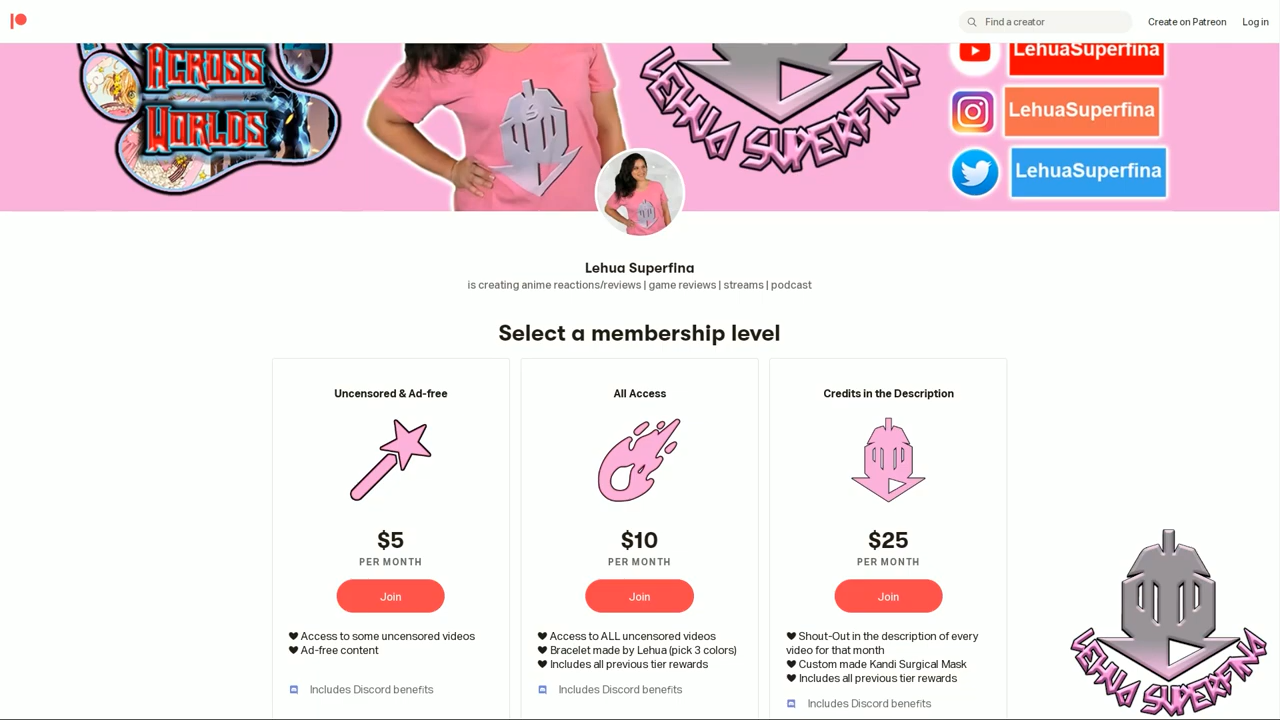 Find a creator
Create on Patreon
Log in
ACROSS
WORLDS
LEHUA SUPERFINA
LehuaSuperfina
LehuaSuperfina
LehuaSuperfina
Lehua Superfina
is creating anime reactions/reviews | game reviews | streams | podcast
Select a membership level
Uncensored & Ad-free
$5
PER MONTH
Join
Access to some uncensored videos
Ad-free content
Includes Discord benefits
All Access
$10
PER MONTH
Join
Access to ALL uncensored videos
Bracelet made by Lehua (pick 3 colors)
Includes all previous tier rewards
Includes Discord benefits
Credits in the Description
$25
PER MONTH
Join
Shout-Out in the description of every
video for that month
Custom made Kandi Surgical Mask
Includes all previous tier rewards
Includes Discord benefits
LEHUA SUPERFINA